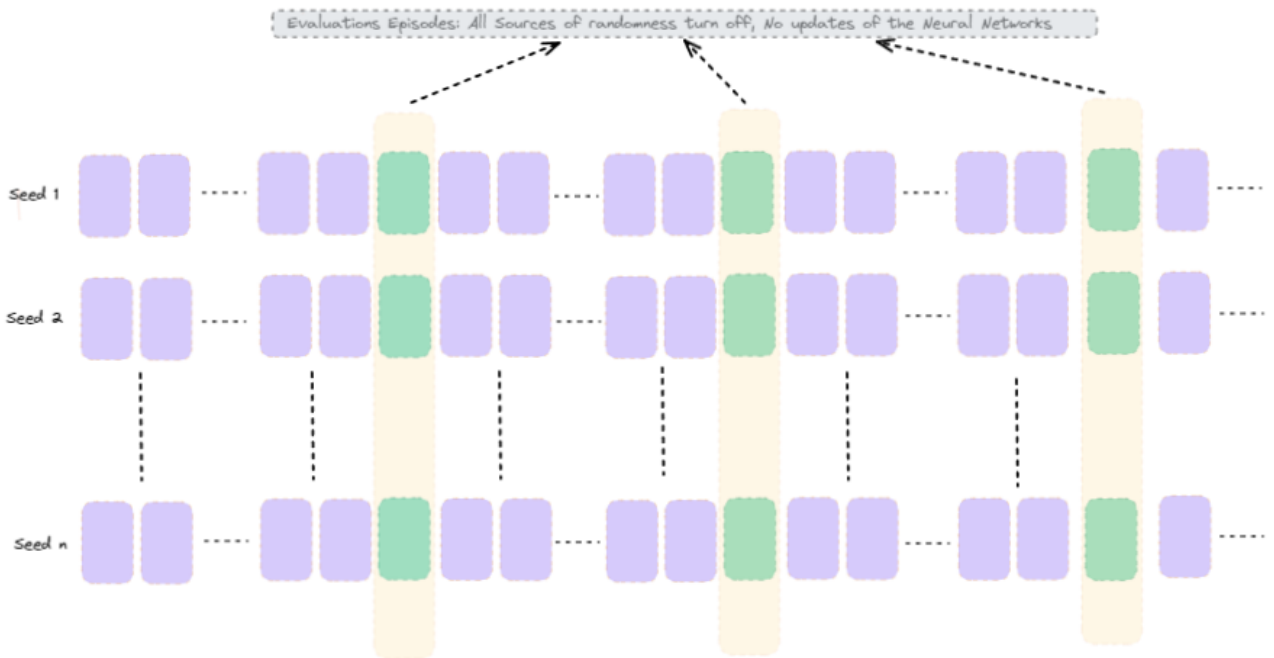 Evaluations Episodes: All Sources of randomness turn off, No updates of the Neural Networks
Seed 1
Seed 2
Seed n